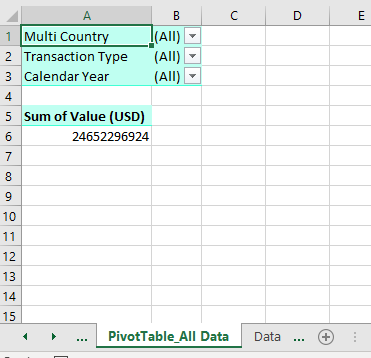 A B C D E
1 Multi Country (All)
2 Transaction Type (All)
3 Calendar Year (All)
4
5 Sum of Value (USD)
6 24652296924
7
8
9
10
11
12
13
14
15
... PivotTable_All Data Data ...